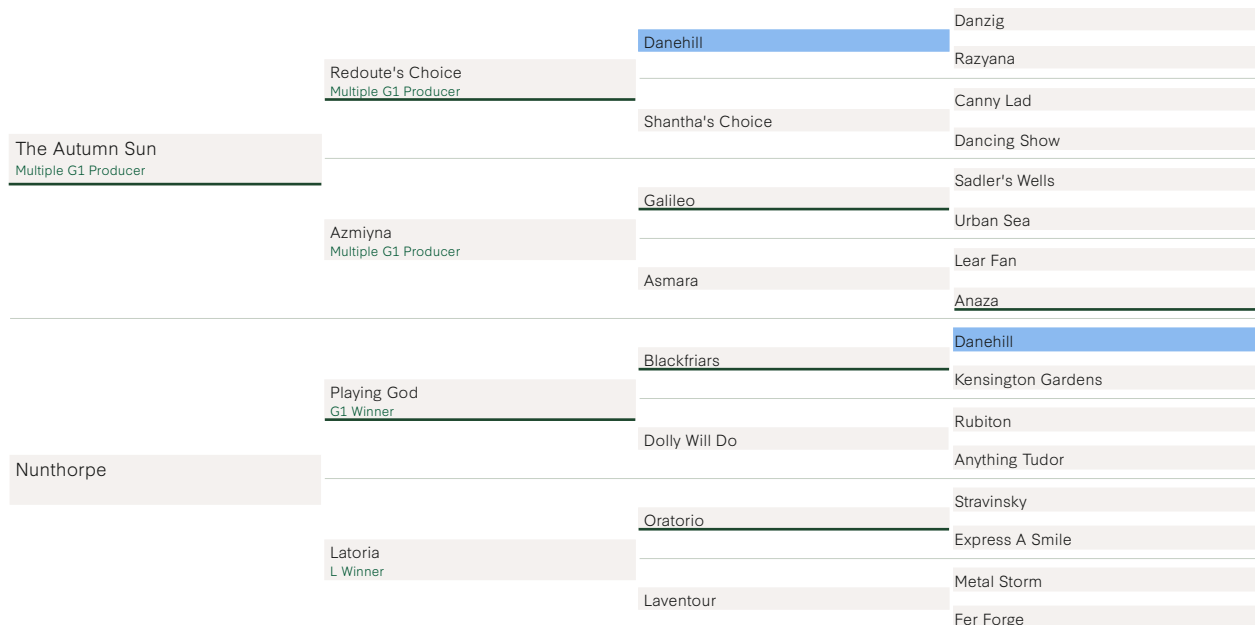 The Autumn Sun
Multiple G1 Producer
Nunthorpe
Redoute's Choice
Multiple G1 Producer
Azmiyna
Multiple G1 Producer
Playing God
G1 Winner
Latoria
L Winner
Danehill
Shantha's Choice
Galileo
Asmara
Blackfriars
Dolly Will Do
Oratorio
Laventour
Danzig
Razyana
Canny Lad
Dancing Show
Sadler's Wells
Urban Sea
Lear Fan
Anaza
Danehill
Kensington Gardens
Rubiton
Anything Tudor
Stravinsky
Express A Smile
Metal Storm
Fer Forge